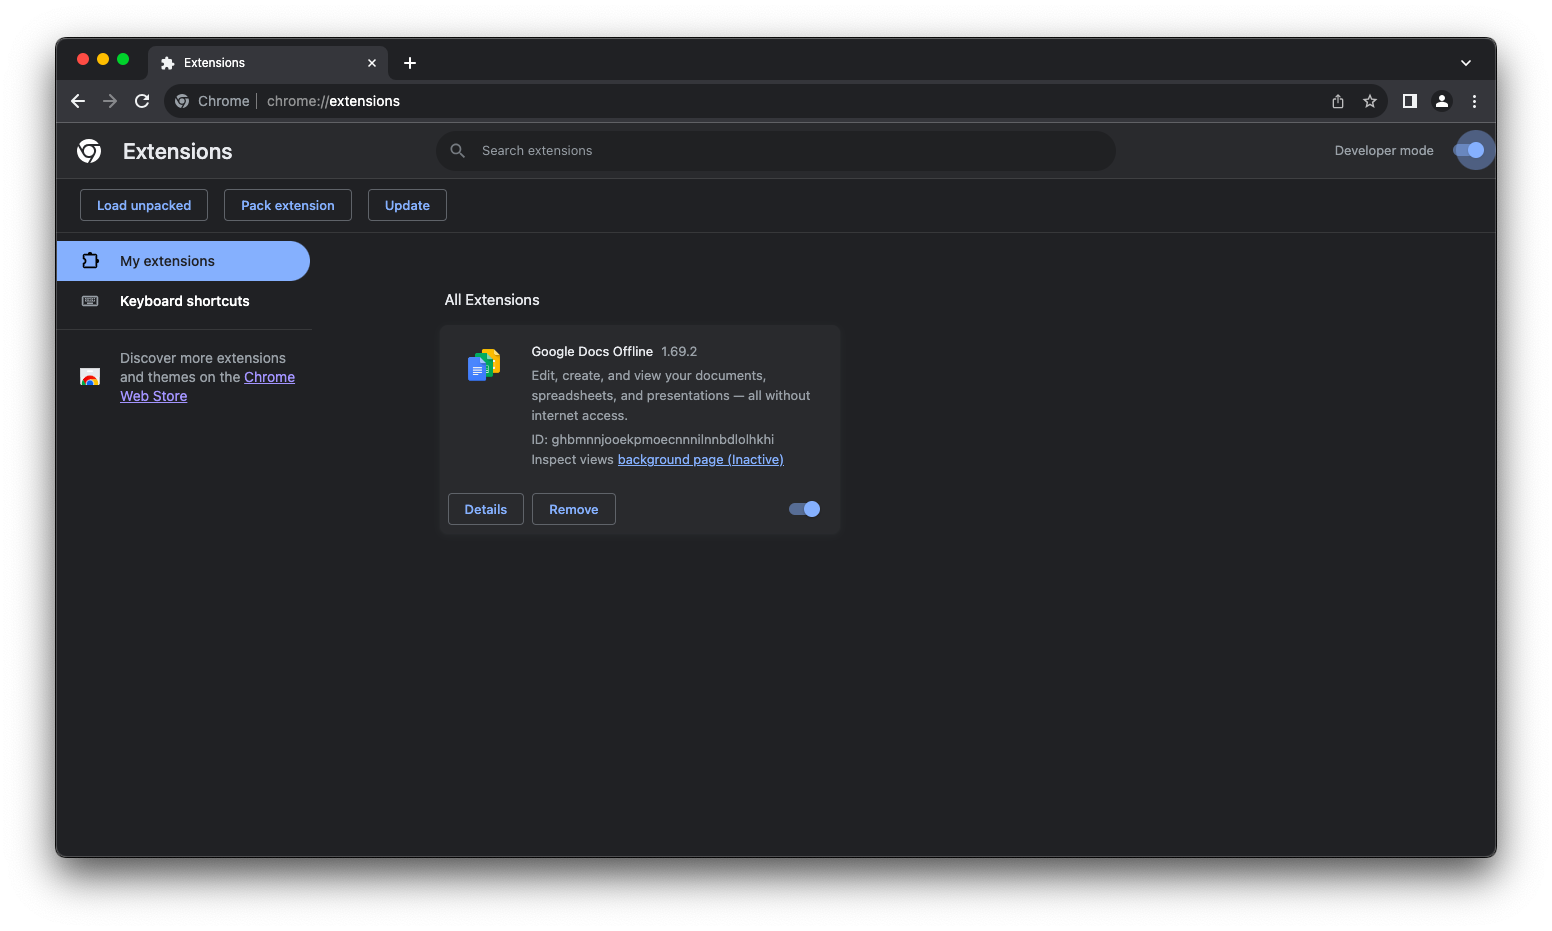 Extensions
Chrome
chrome://extensions
Extensions
Search extensions
Developer mode
Load unpacked
Pack extension
Update
My extensions
Keyboard shortcuts
Discover more extensions
and themes on the Chrome
Web Store
All Extensions
Google Docs Offline 1.69.2
Edit, create, and view your documents,
spreadsheets, and presentations — all without
internet access.
ID: ghbmnnjooekpmoecnnnilnnbdlolhkhi
Inspect views background page (Inactive)
Details
Remove